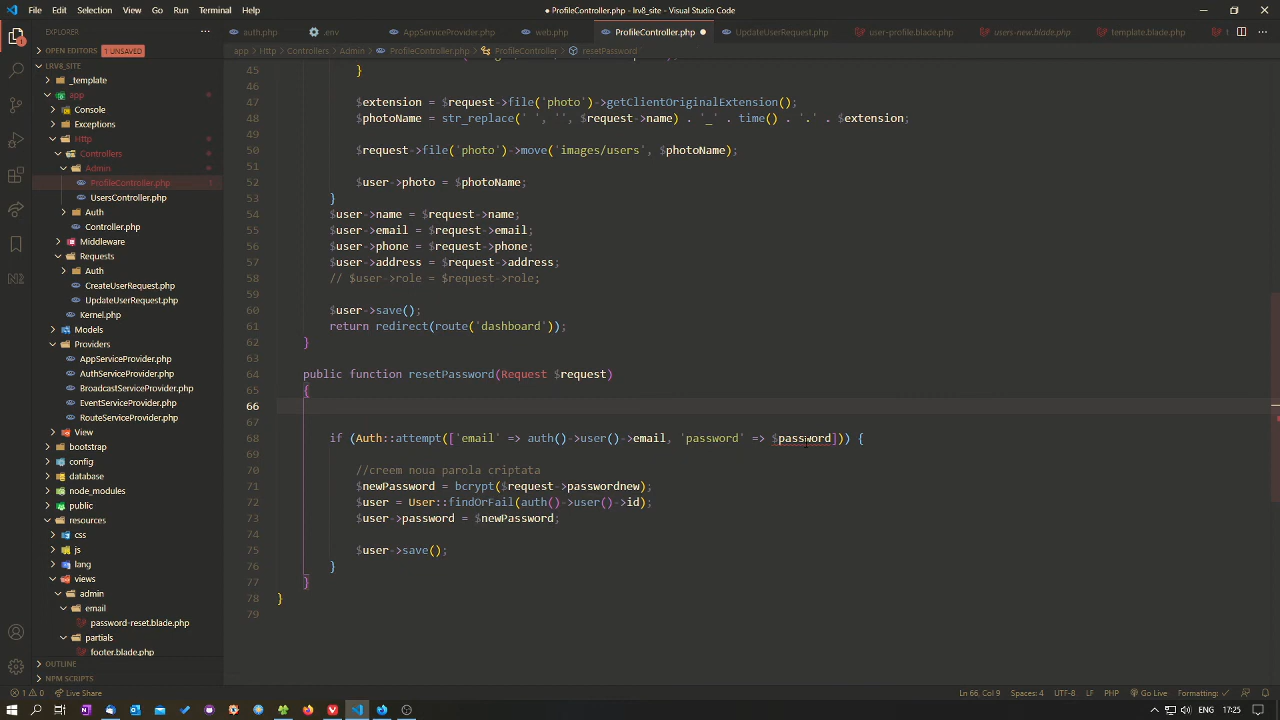 File Edit Selection View Go Run Terminal Help
● ProfileController.php - lrv8_site - Visual Studio Code
EXPLORER
auth.php
.env
AppServiceProvider.php
web.php
ProfileController.php
UpdateUserRequest.php
user-profile.blade.php
users-new.blade.php
template.blade.php
OPEN EDITORS 1 UNSAVED
app > Http > Controllers > Admin > ProfileController.php > ProfileController > resetPassword
LRV8_SITE
_template
app
Console
Exceptions
Http
Controllers
Admin
ProfileController.php 1
UsersController.php
Auth
Controller.php
Middleware
Requests
Auth
CreateUserRequest.php
UpdateUserRequest.php
Kernel.php
Models
Providers
AppServiceProvider.php
AuthServiceProvider.php
BroadcastServiceProvider.php
EventServiceProvider.php
RouteServiceProvider.php
View
bootstrap
config
database
node_modules
public
resources
css
js
lang
views
admin
email
password-reset.blade.php
partials
footer.blade.php
OUTLINE
NPM SCRIPTS
45 }
46
47 $extension = $request->file('photo')->getClientOriginalExtension();
48 $photoName = str_replace(' ', '', $request->name) . '_' . time() . '.' . $extension;
49
50 $request->file('photo')->move('images/users', $photoName);
51
52 $user->photo = $photoName;
53 }
54 $user->name = $request->name;
55 $user->email = $request->email;
56 $user->phone = $request->phone;
57 $user->address = $request->address;
58 // $user->role = $request->role;
59
60 $user->save();
61 return redirect(route('dashboard'));
62 }
63
64 public function resetPassword(Request $request)
65 {
66
67
68 if (Auth::attempt(['email' => auth()->user()->email, 'password' => $password])) {
69
70 //creem noua parola criptata
71 $newPassword = bcrypt($request->passwordnew);
72 $user = User::findOrFail(auth()->user()->id);
73 $user->password = $newPassword;
74
75 $user->save();
76 }
77 }
78 }
79
1 0 Live Share
Ln 66, Col 9 Spaces: 4 UTF-8 LF PHP Go Live Formatting: ✓
ENG 17:25